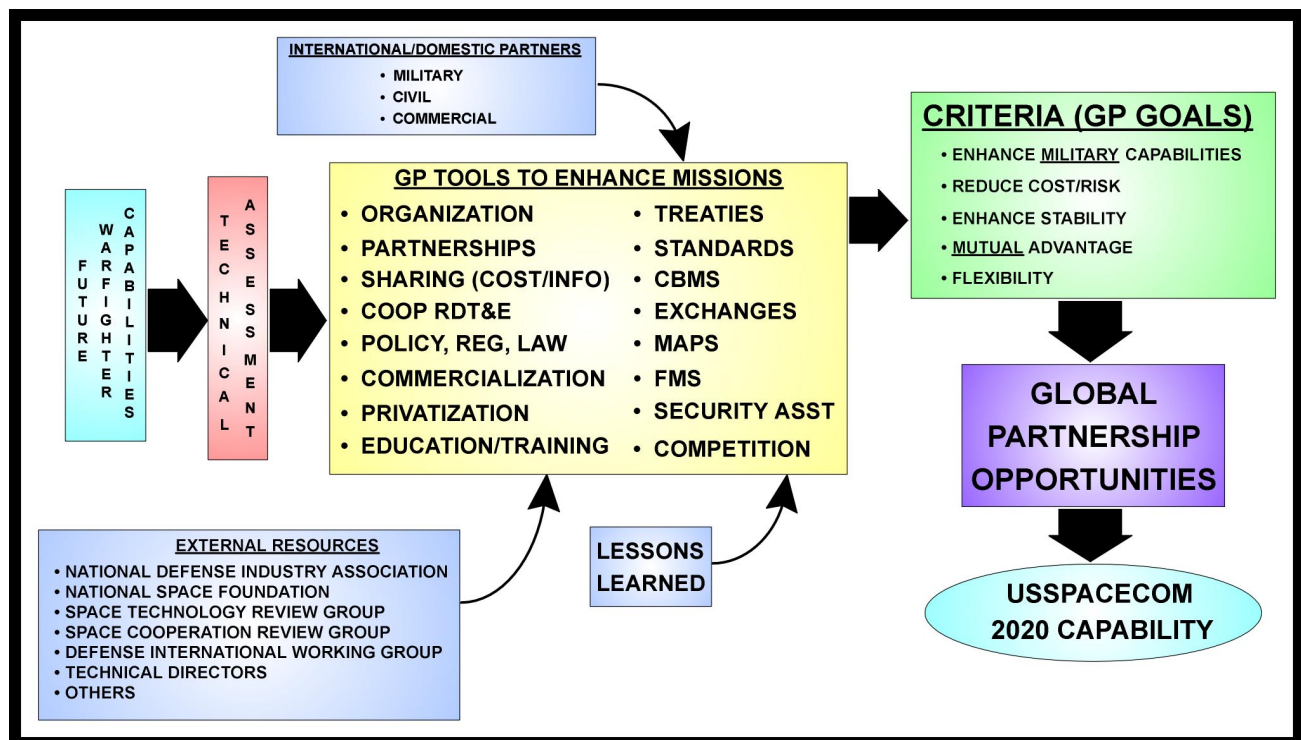 INTERNATIONAL/DOMESTIC PARTNERS
• MILITARY
• CIVIL
• COMMERCIAL
FUTURE
WARFIGHTER
CAPABILITIES
TECHNICAL
ASSESSMENT
GP TOOLS TO ENHANCE MISSIONS
• ORGANIZATION
• PARTNERSHIPS
• SHARING (COST/INFO)
• COOP RDT&E
• POLICY, REG, LAW
• COMMERCIALIZATION
• PRIVATIZATION
• EDUCATION/TRAINING
• TREATIES
• STANDARDS
• CBMS
• EXCHANGES
• MAPS
• FMS
• SECURITY ASST
• COMPETITION
EXTERNAL RESOURCES
• NATIONAL DEFENSE INDUSTRY ASSOCIATION
• NATIONAL SPACE FOUNDATION
• SPACE TECHNOLOGY REVIEW GROUP
• SPACE COOPERATION REVIEW GROUP
• DEFENSE INTERNATIONAL WORKING GROUP
• TECHNICAL DIRECTORS
• OTHERS
LESSONS
LEARNED
CRITERIA (GP GOALS)
• ENHANCE MILITARY CAPABILITIES
• REDUCE COST/RISK
• ENHANCE STABILITY
• MUTUAL ADVANTAGE
• FLEXIBILITY
GLOBAL
PARTNERSHIP
OPPORTUNITIES
USSPACECOM
2020 CAPABILITY